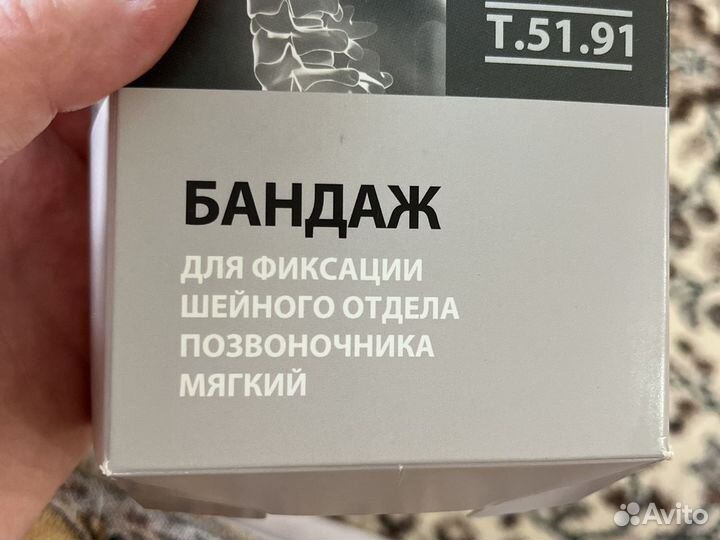 Т.51.91
БАНДАЖ
ДЛЯ ФИКСАЦИИ
ШЕЙНОГО ОТДЕЛА
ПОЗВОНОЧНИКА
МЯГКИЙ
Avito